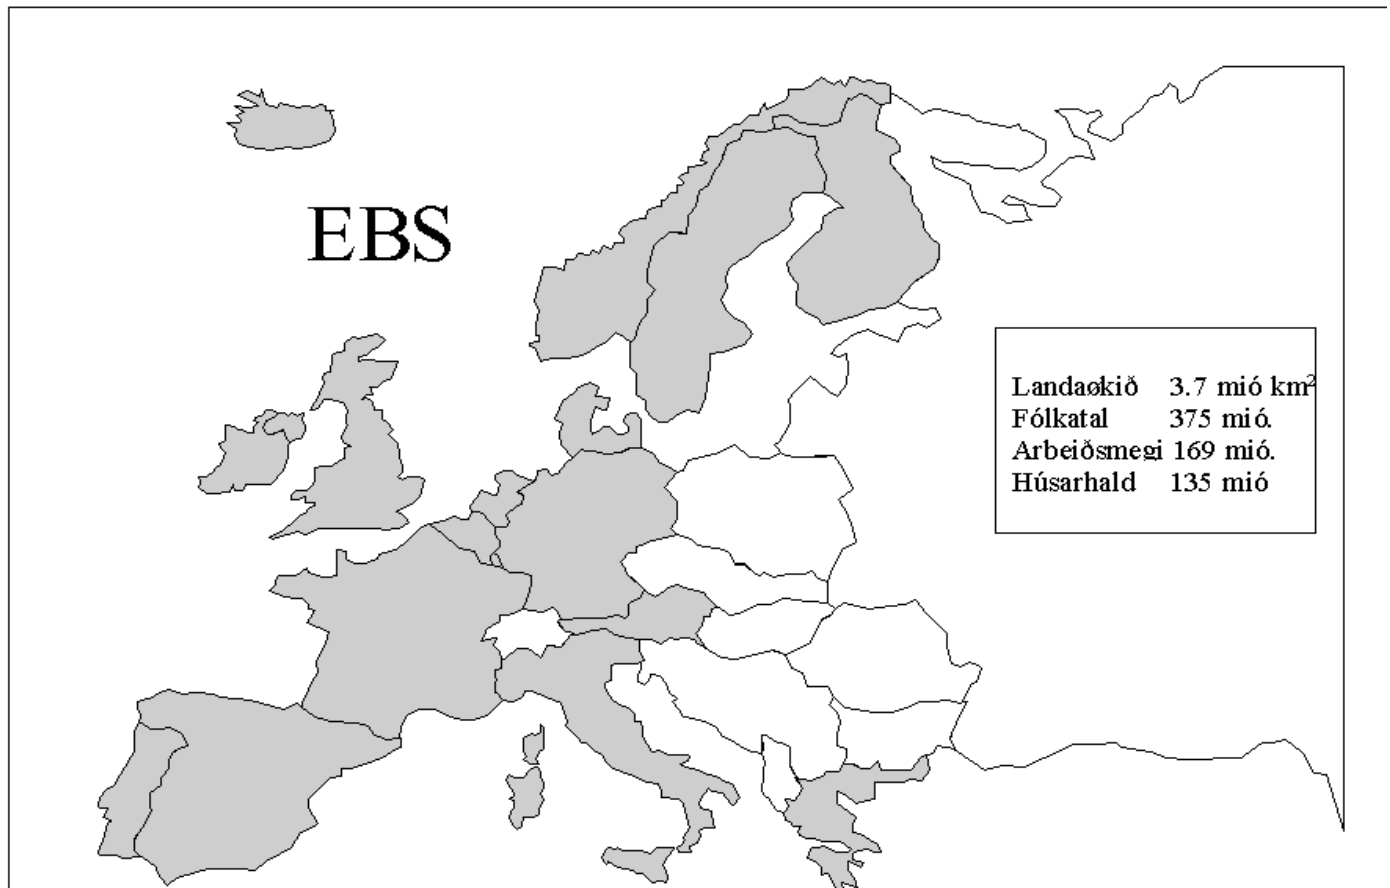 EBS
Landaøkið 3.7 mió km²
Fólkatal 375 mió.
Arbeiðsmegi 169 mió.
Húsarhald 135 mió